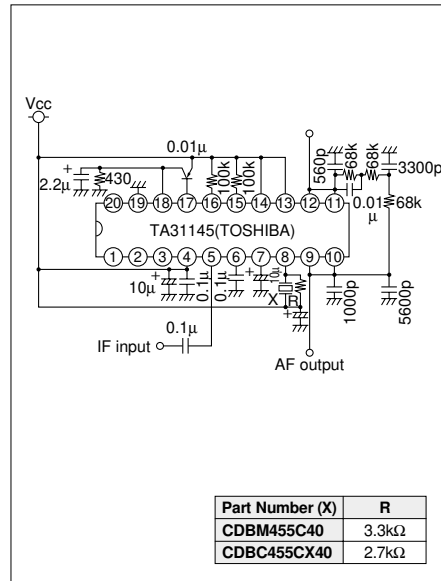 Vcc
0.01µ
100k
100k
560p
68k
68k
3300p
2.2µ
+
430
0.01
µ
68k
20 19 18 17 16 15 14 13 12 11
TA31145(TOSHIBA)
1 2 3 4 5 6 7 8 9 10
+
10µ
0.1µ
0.1µ
+
10µ
X
R
+
1000p
5600p
0.1µ
IF input
AF output
Part Number (X) R
CDBM455C40 3.3kΩ
CDBC455CX40 2.7kΩ